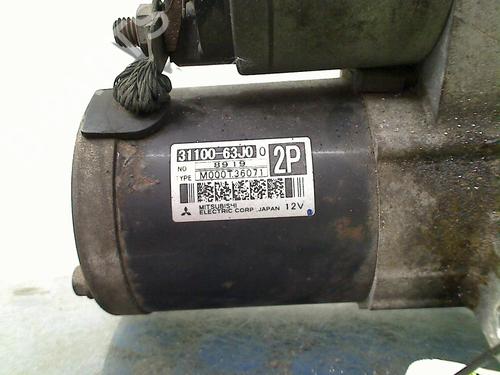 31100-63J0 0
NO 8919
TYPE M000T36071
2P
MITSUBISHI
ELECTRIC CORP. JAPAN 12V